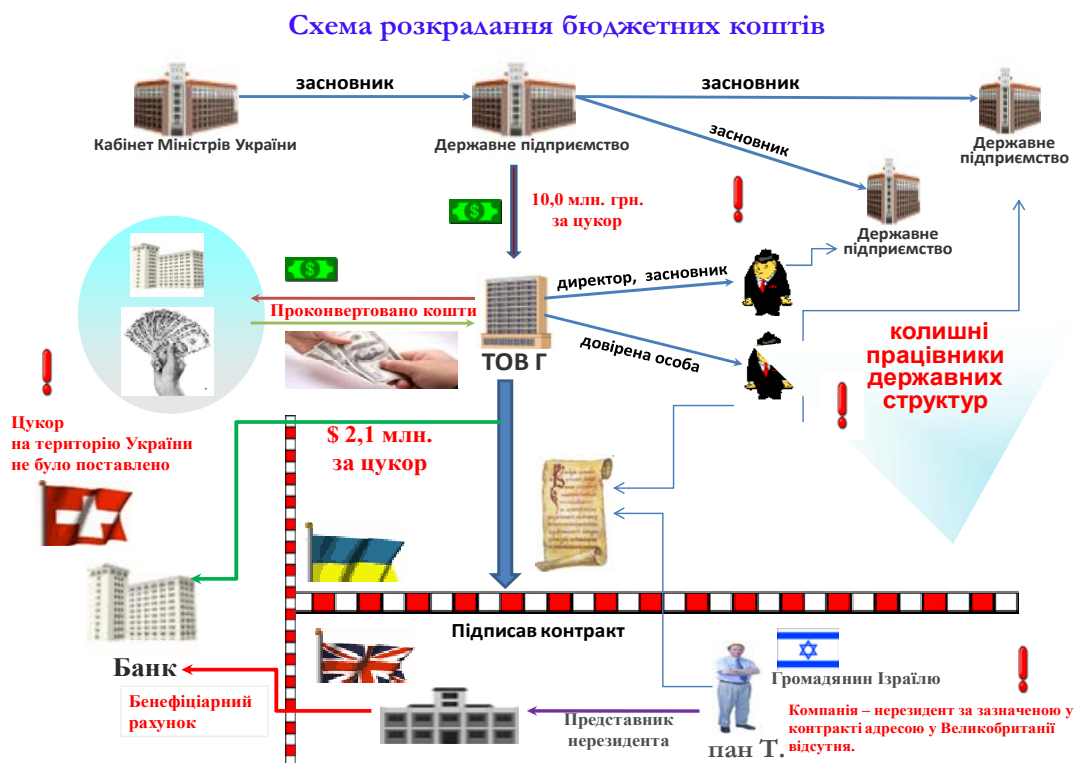 Схема розкрадання бюджетних коштів
засновник
засновник
засновник
Кабінет Міністрів України
Державне підприємство
Державне
підприємство
Державне
підприємство
10,0 млн. грн.
за цукор
директор, засновник
довірена особа
Проконвертовано кошти
ТОВ Г
колишні
працівники
державних
структур
Цукор
на територію України
не було поставлено
$ 2,1 млн.
за цукор
Підписав контракт
Громадянин Ізраїлю
Банк
Бенефіціарний
рахунок
Представник
нерезидента
пан Т.
Компанія – нерезидент за зазначеною у
контракті адресою у Великобританії
відсутня.